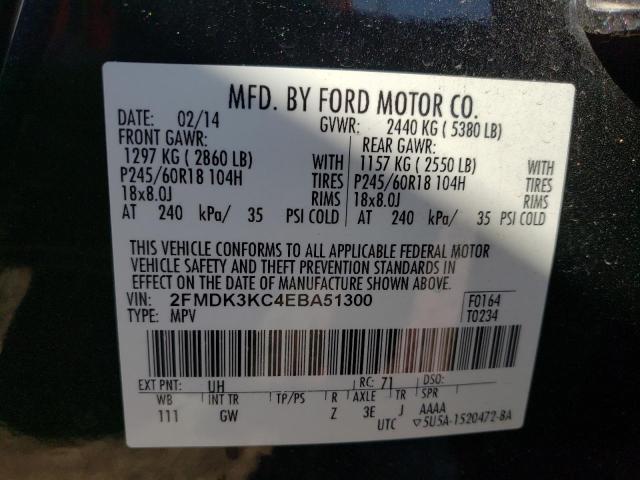 MFD. BY FORD MOTOR CO.
DATE: 02/14 GVWR: 2440 KG ( 5380 LB)
FRONT GAWR: REAR GAWR:
1297 KG ( 2860 LB) WITH 1157 KG ( 2550 LB) WITH
P245/60R18 104H TIRES P245/60R18 104H TIRES
18x8.0J RIMS 18x8.0J RIMS
AT 240 kPa/ 35 PSI COLD AT 240 kPa/ 35 PSI COLD
THIS VEHICLE CONFORMS TO ALL APPLICABLE FEDERAL MOTOR
VEHICLE SAFETY AND THEFT PREVENTION STANDARDS IN
EFFECT ON THE DATE OF MANUFACTURE SHOWN ABOVE.
VIN: 2FMDK3KC4EBA51300 F0164
TYPE: MPV T0234
EXT PNT: UH RC: 71 DSO:
WB INT TR TP/PS R AXLE TR SPR
111 GW Z 3E J AAAA
UTC ▽5U5A-1520472-BA